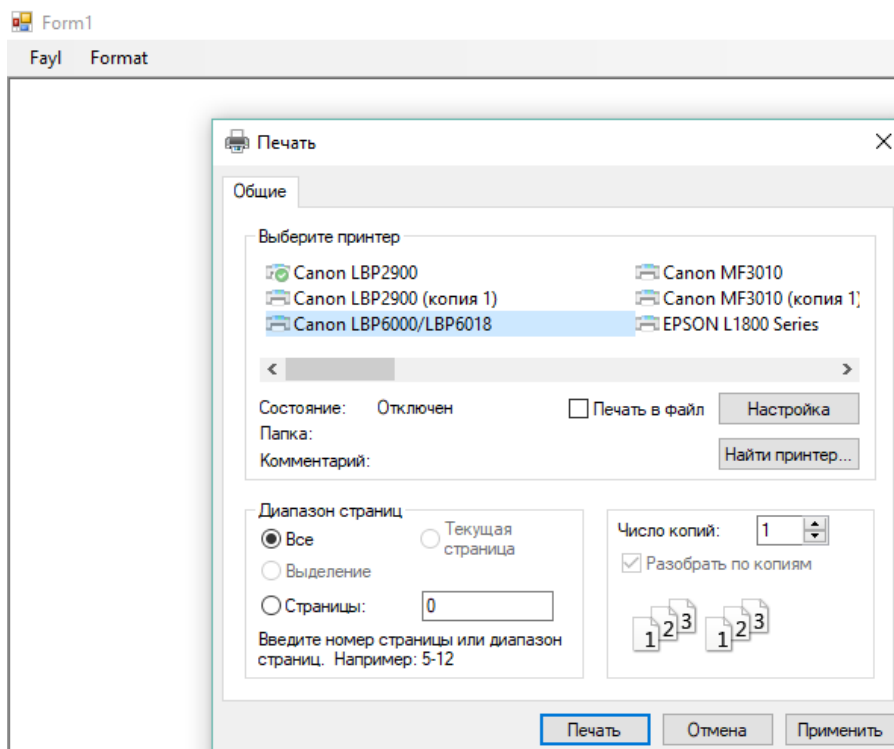 Form1
Fayl Format
Печать
Общие
Выберите принтер
Canon LBP2900 Canon MF3010
Canon LBP2900 (копия 1) Canon MF3010 (копия 1)
Canon LBP6000/LBP6018 EPSON L1800 Series
Состояние: Отключен Печать в файл Настройка
Папка:
Комментарий: Найти принтер...
Диапазон страниц
Все Текущая страница
Выделение
Страницы: 0
Введите номер страницы или диапазон
страниц. Например: 5-12
Число копий: 1
Разобрать по копиям
1 2 3 1 2 3
Печать Отмена Применить